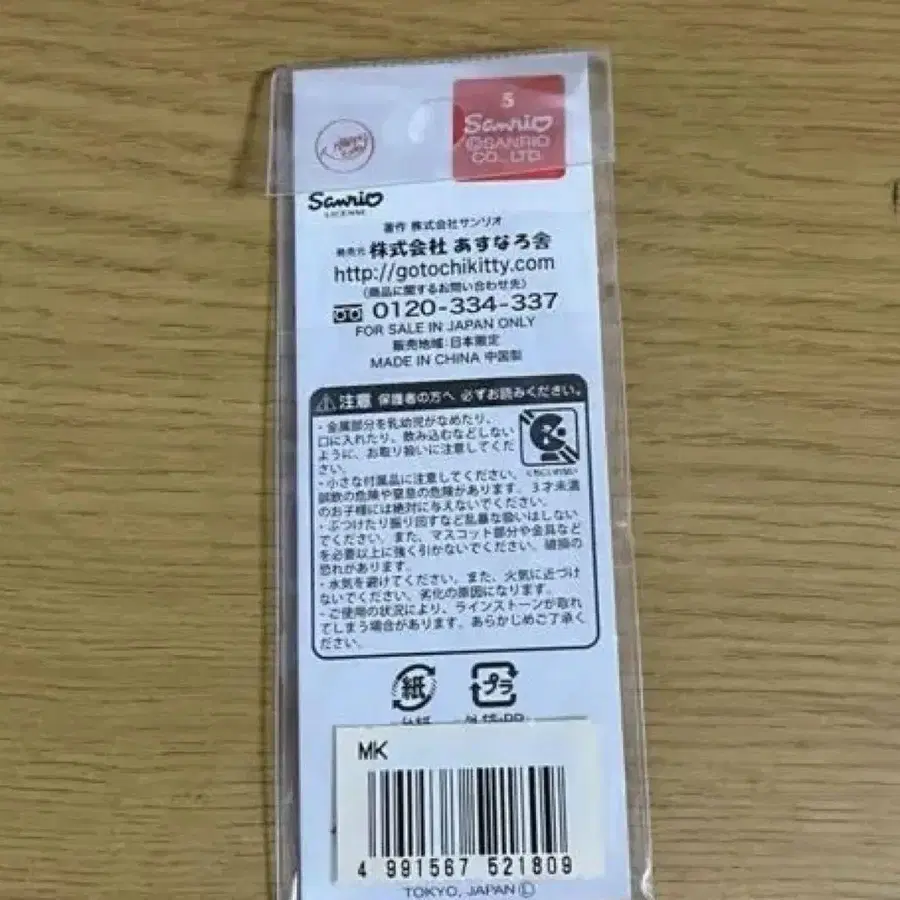 S
Sanrio
©SANRIO
CO., LTD.
Sanrio
LICENSE
著作 株式会社サンリオ
発売元 株式会社 あすなろ舎
http://gotochikitty.com
(商品に関するお問い合わせ先)
0120-334-337
FOR SALE IN JAPAN ONLY
販売地域:日本限定
MADE IN CHINA 中国製
注意 保護者の方へ 必ずお読みください。
・金属部分を乳幼児がなめたり、
口に入れたり、飲み込むなどしない
ように、お取り扱いに注意してくだ
さい。
・小さな付属品に注意してください。
誤飲の危険や窒息の危険があります。3才未満
のお子様には絶対に与えないでください。
・ぶつけたり振り回すなど乱暴な扱いはしない
でください。また、マスコット部分や金具など
を必要以上に強く引かないでください。破損の
恐れがあります。
・水気を避けてください。また、火気に近づけ
ないでください。劣化の原因になります。
・ご使用の状況により、ラインストーンが取れ
てしまう場合があります。あらかじめご了承く
ださい。
紙 プラ
MK
4 991567 521809
TOKYO, JAPAN Ⓛ